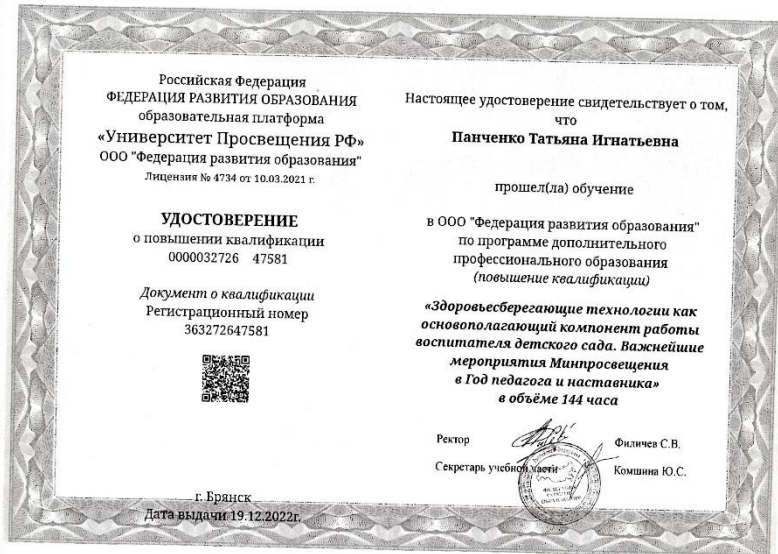 Российская Федерация
ФЕДЕРАЦИЯ РАЗВИТИЯ ОБРАЗОВАНИЯ
образовательная платформа
«Университет Просвещения РФ»
ООО "Федерация развития образования"
Лицензия № 4734 от 10.03.2021 г.
УДОСТОВЕРЕНИЕ
о повышении квалификации
0000032726 47581
Документ о квалификации
Регистрационный номер
363272647581
г. Брянск
Дата выдачи 19.12.2022г.
Настоящее удостоверение свидетельствует о том,
что
Панченко Татьяна Игнатьевна
прошел(ла) обучение
в ООО "Федерация развития образования"
по программе дополнительного
профессионального образования
(повышение квалификации)
«Здоровьесберегающие технологии как
основополагающий компонент работы
воспитателя детского сада. Важнейшие
мероприятия Минпросвещения
в Год педагога и наставника»
в объёме 144 часа
Ректор Филичев С.В.
Секретарь учебной части Комшина Ю.С.